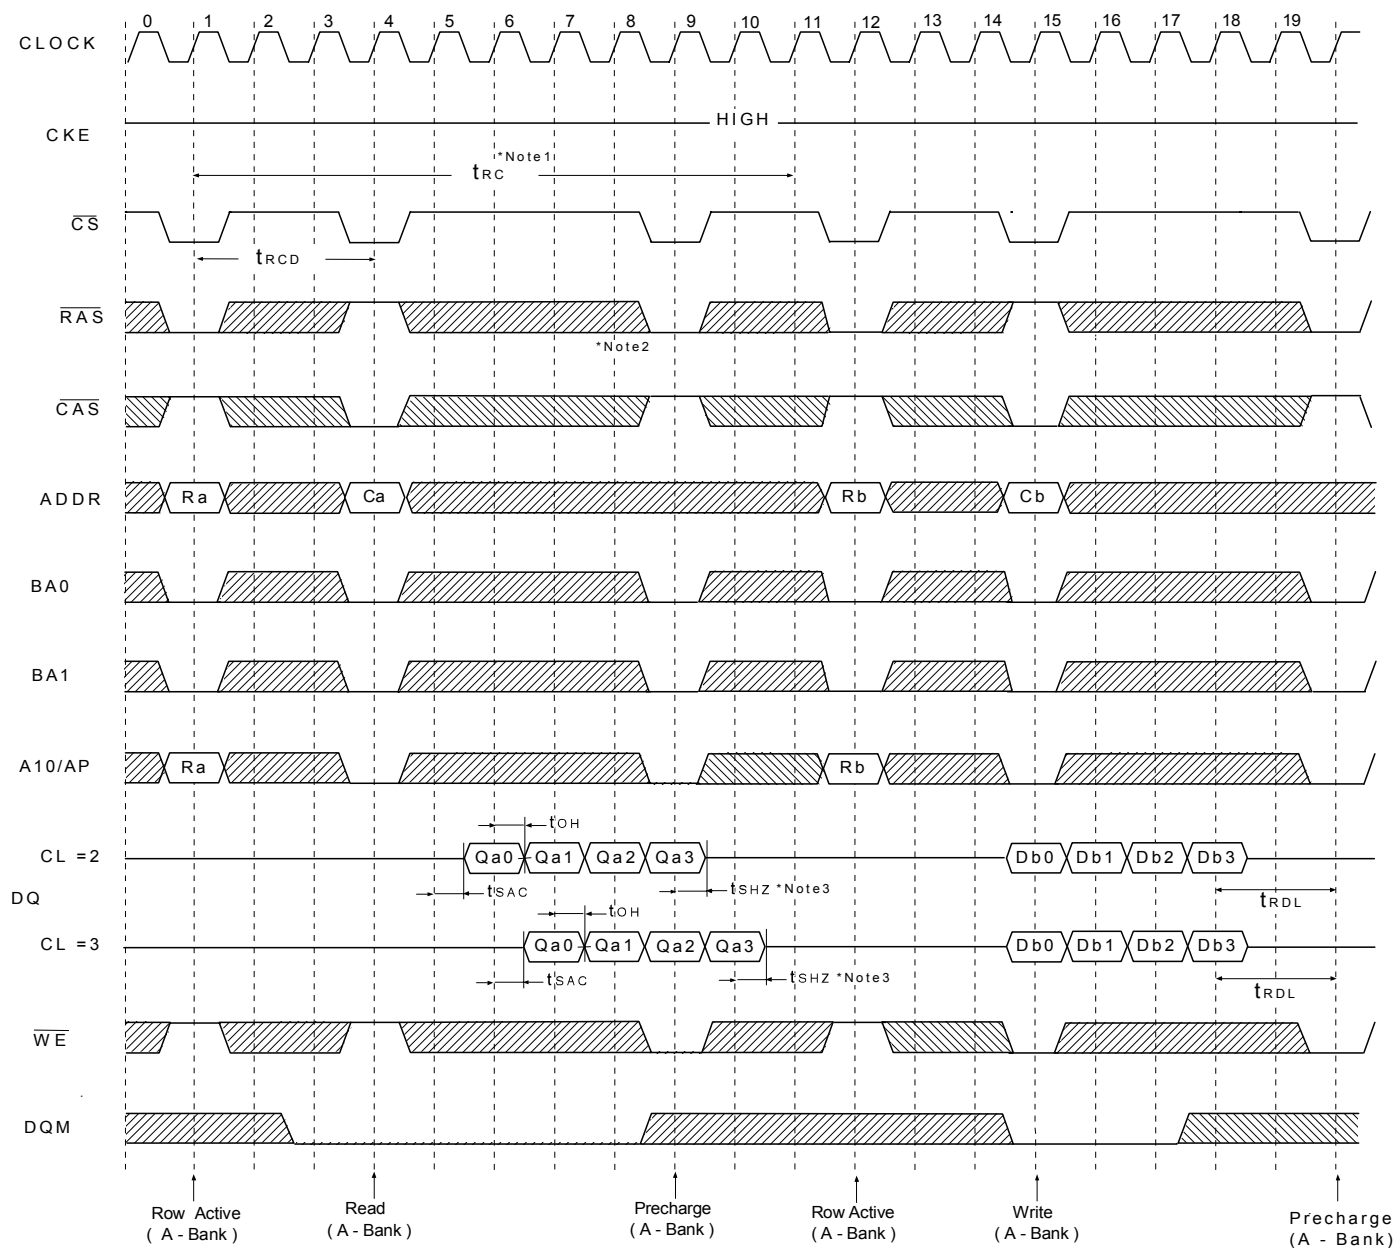 0 1 2 3 4 5 6 7 8 9 10 11 12 13 14 15 16 17 18 19
CLOCK
HIGH
CKE
*Note1
tRC
CS
tRCD
RAS
*Note2
CAS
ADDR Ra Ca Rb Cb
BA0
BA1
A10/AP Ra Rb
tOH
CL =2 Qa0 Qa1 Qa2 Qa3 Db0 Db1 Db2 Db3
tSAC tSHZ *Note3 tRDL
DQ
tOH
CL =3 Qa0 Qa1 Qa2 Qa3 Db0 Db1 Db2 Db3
tSAC tSHZ *Note3 tRDL
WE
DQM
Row Active
( A - Bank )
Read
( A - Bank )
Precharge
( A - Bank )
Row Active
( A - Bank )
Write
( A - Bank )
Precharge
(A - Bank)